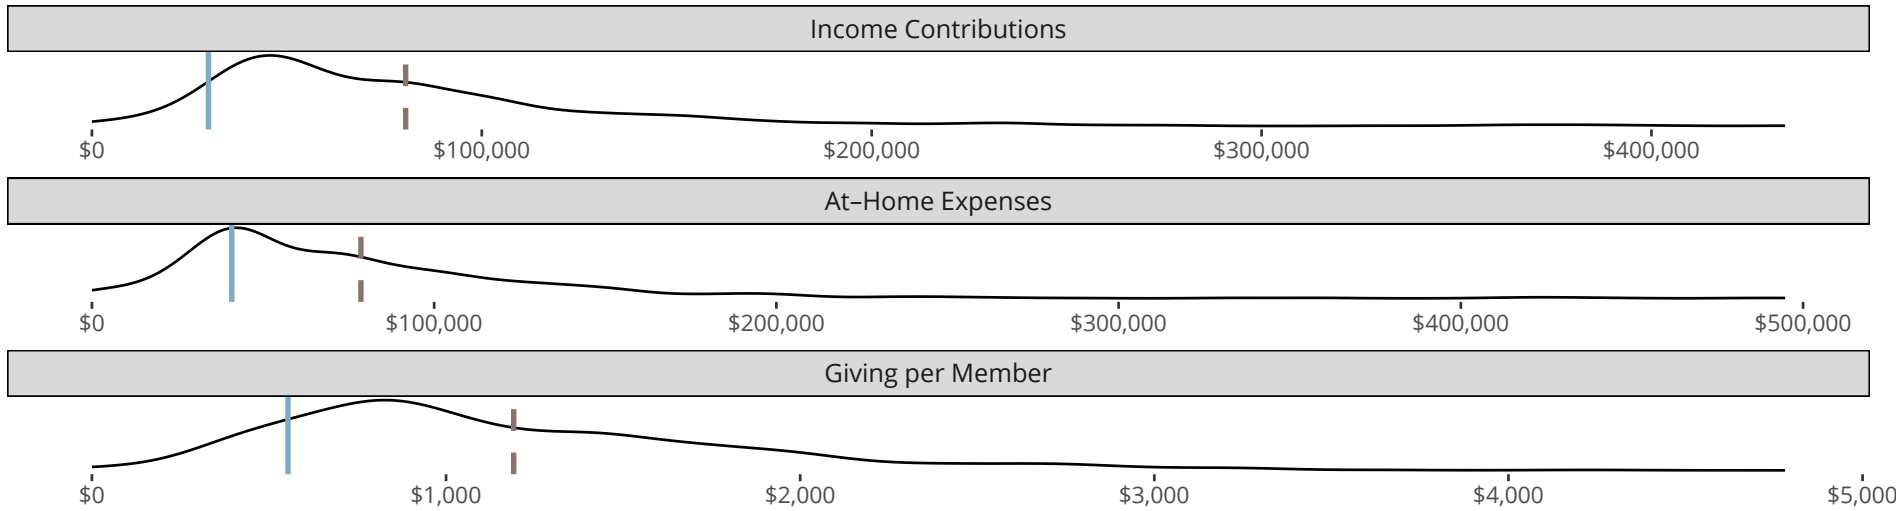 Income Contributions
$0 $100,000 $200,000 $300,000 $400,000
At–Home Expenses
$0 $100,000 $200,000 $300,000 $400,000 $500,000
Giving per Member
$0 $1,000 $2,000 $3,000 $4,000 $5,000